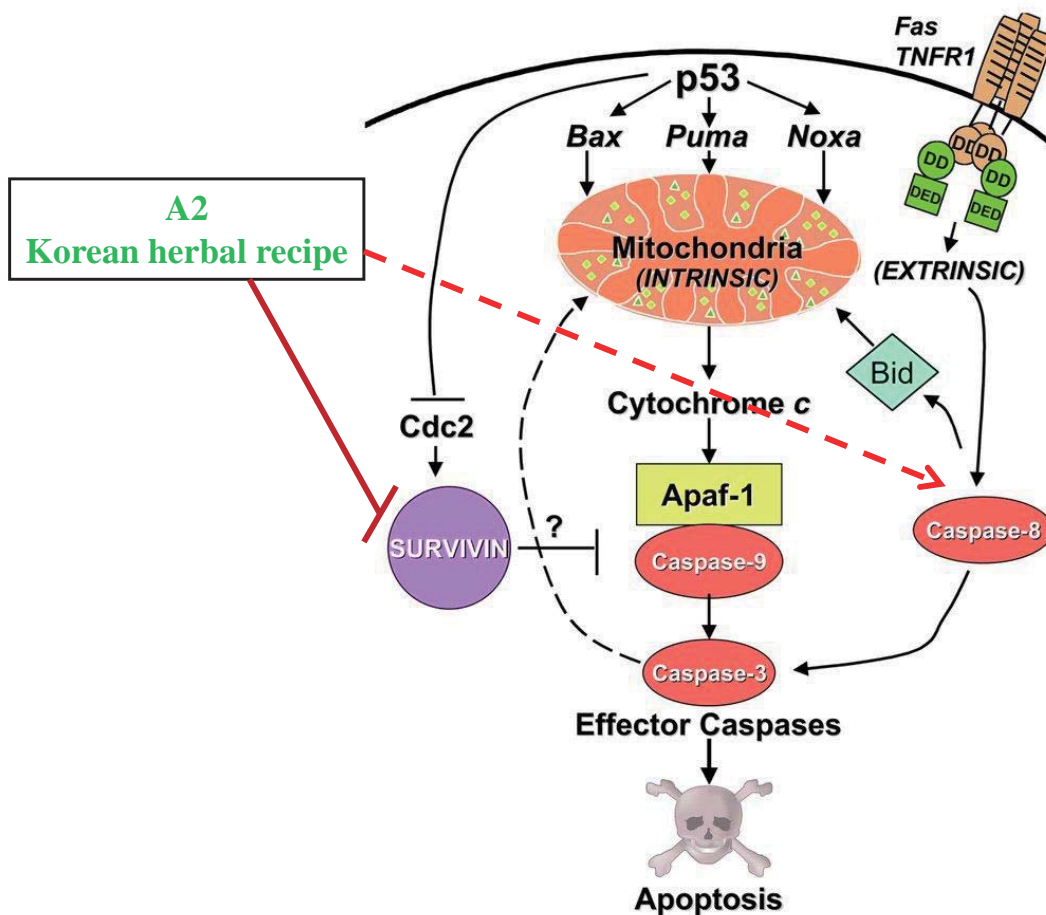 Fas
TNFR1
p53
Bax
Puma
Noxa
DD
DD
DD
DED
DED
A2
Korean herbal recipe
Mitochondria
(INTRINSIC)
(EXTRINSIC)
Bid
Cytochrome c
Cdc2
Apaf-1
SURVIVIN
?
Caspase-8
Caspase-9
Caspase-3
Effector Caspases
Apoptosis